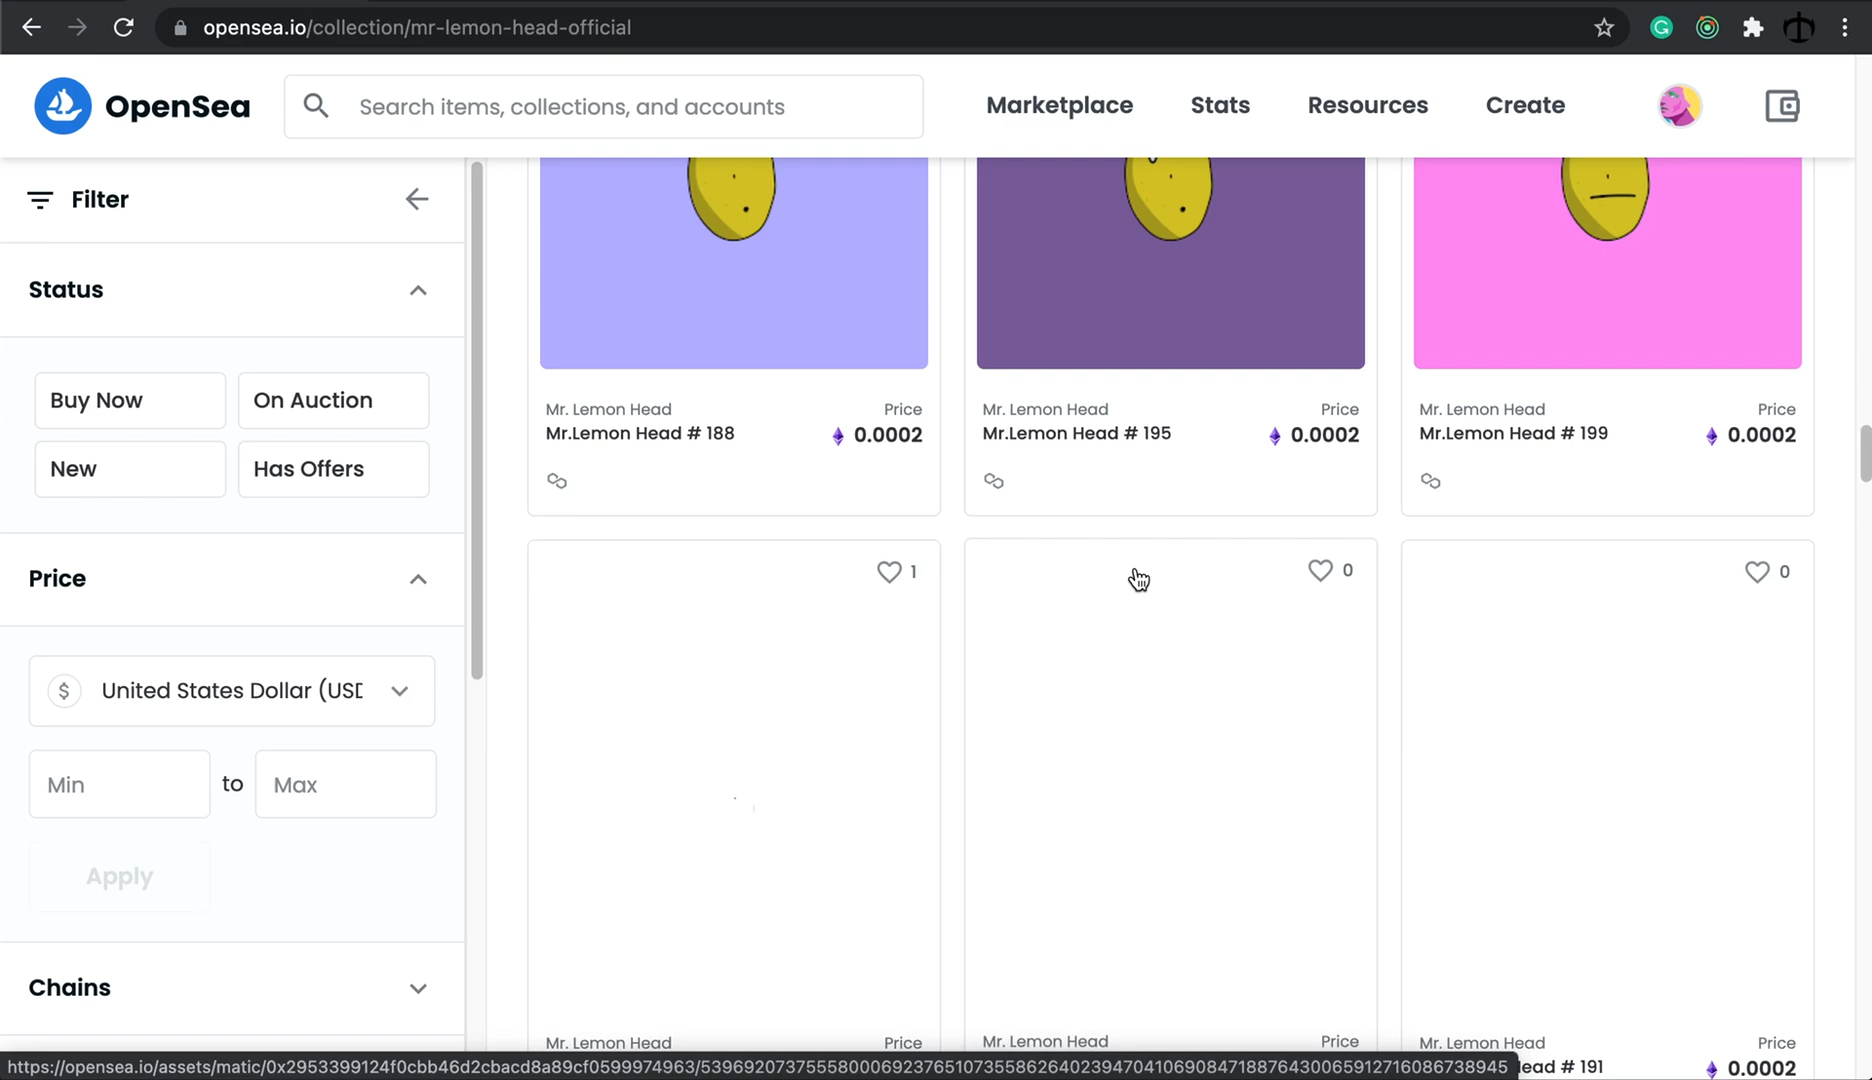 opensea.io/collection/mr-lemon-head-official
OpenSea
Search items, collections, and accounts
Marketplace
Stats
Resources
Create
Filter
Status
Buy Now
On Auction
New
Has Offers
Price
$ United States Dollar (USD
Min
to
Max
Apply
Chains
Mr. Lemon Head Price
Mr.Lemon Head # 188 0.0002
Mr. Lemon Head Price
Mr.Lemon Head # 195 0.0002
Mr. Lemon Head Price
Mr.Lemon Head # 199 0.0002
1
0
0
Mr. Lemon Head Price
Mr. Lemon Head Price
Mr. Lemon Head Price
ead # 191 0.0002
https://opensea.io/assets/matic/0x2953399124f0cbb46d2cbacd8a89cf0599974963/53969207375558000692376510735586264023947041069084718876430065912716086738945